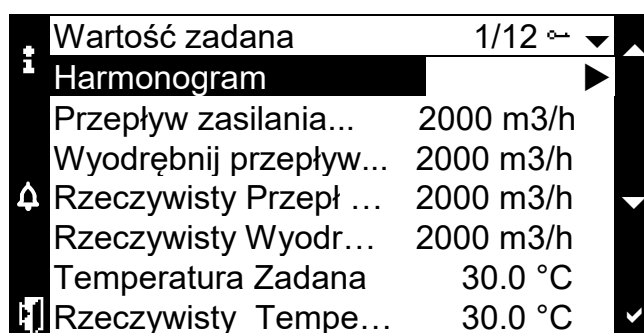 Wartość zadana 1/12
Harmonogram
Przepływ zasilania... 2000 m3/h
Wyodrębnij przepływ... 2000 m3/h
Rzeczywisty Przepł ... 2000 m3/h
Rzeczywisty Wyodr... 2000 m3/h
Temperatura Zadana 30.0 °C
Rzeczywisty Tempe... 30.0 °C